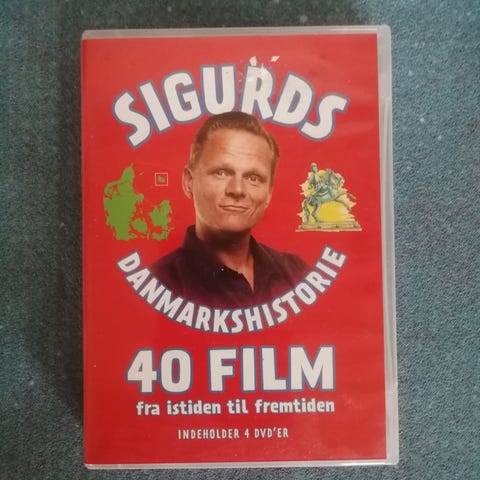 SIGURDS
DANMARKSHISTORIE
40 FILM
fra istiden til fremtiden
INDEHOLDER 4 DVD'ER